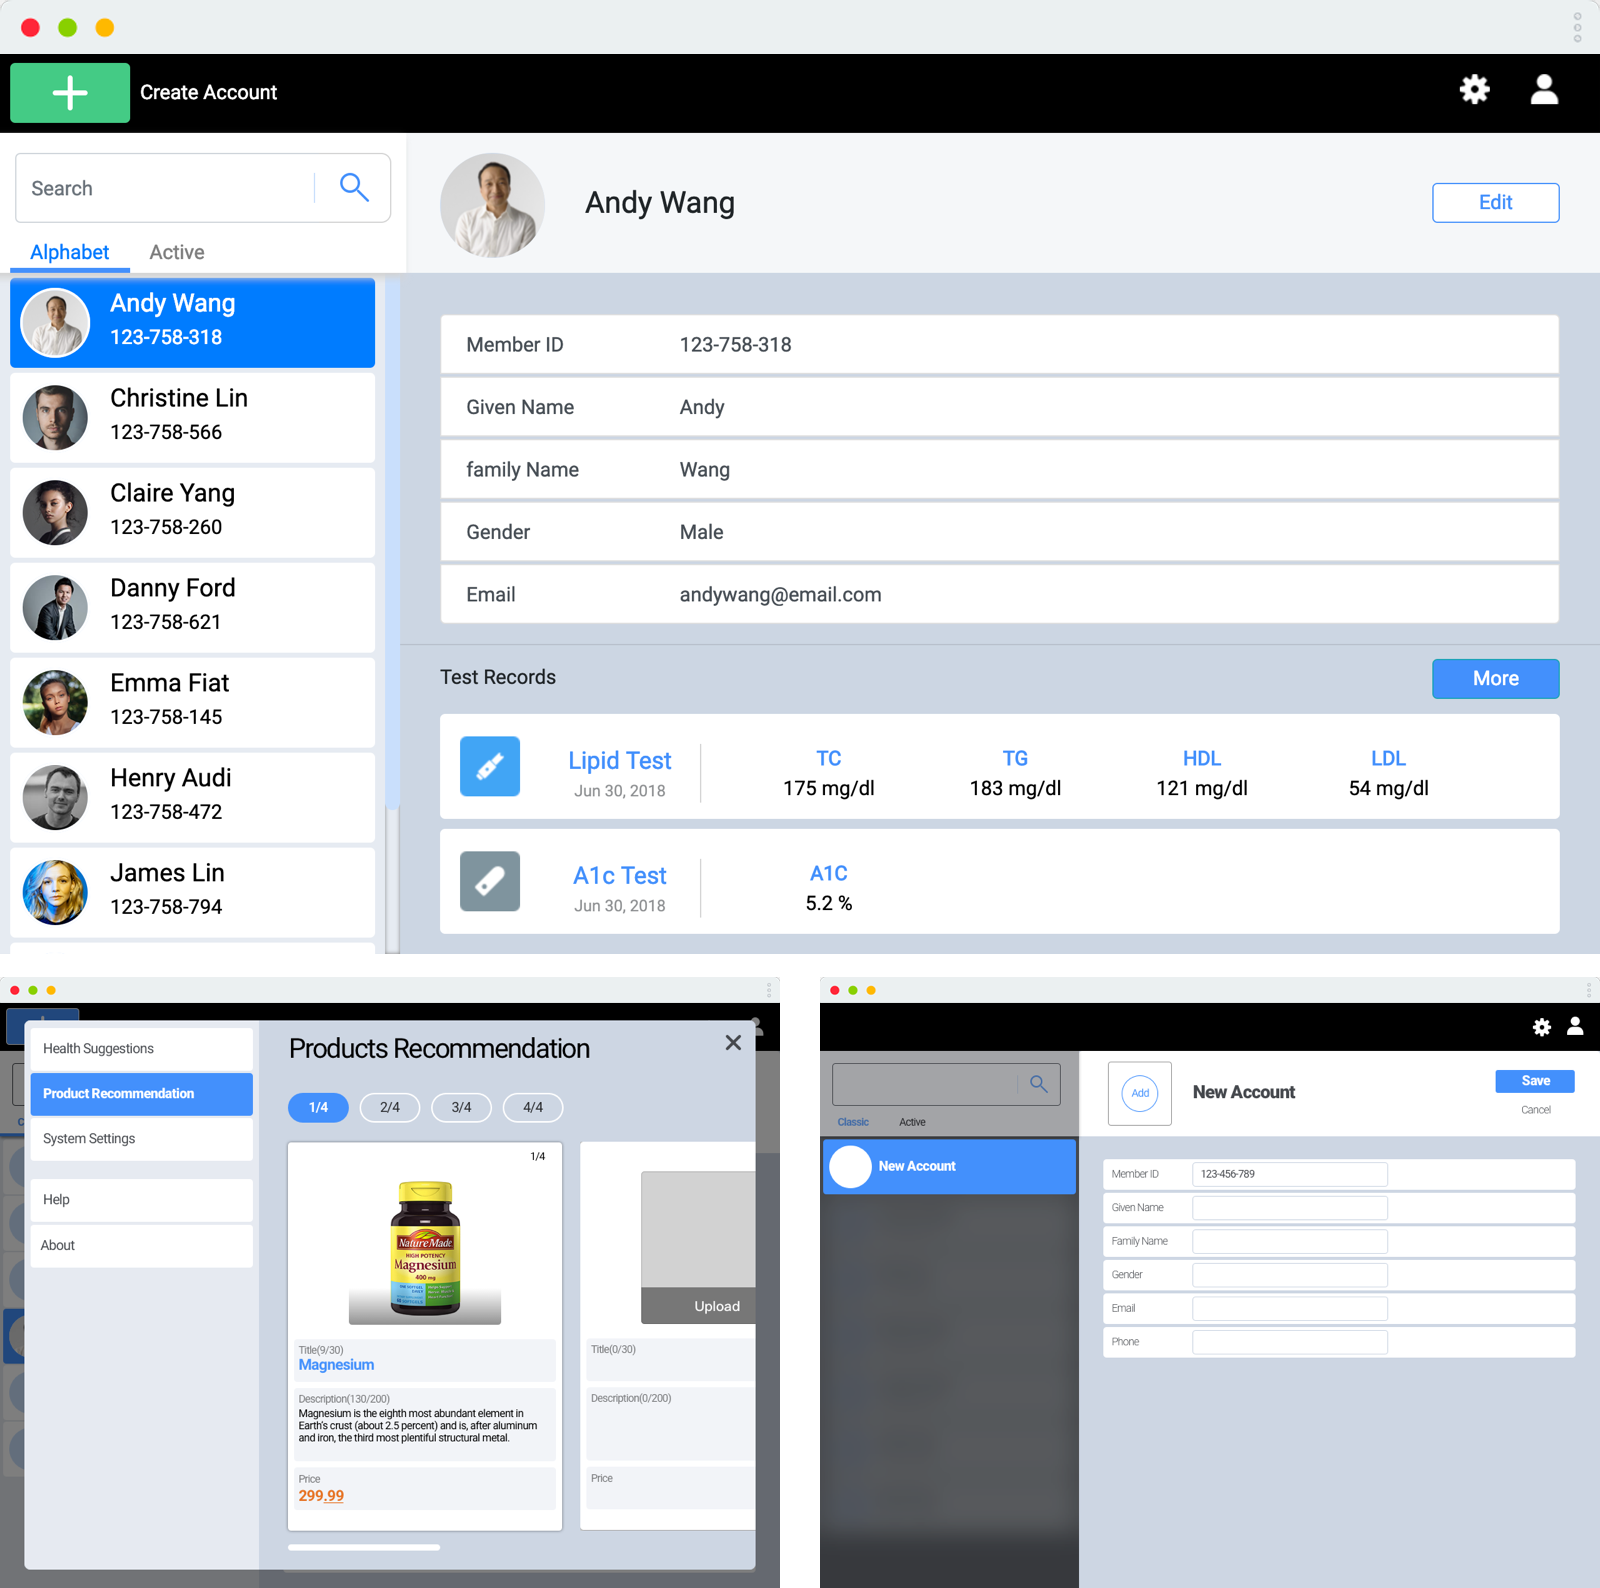 Create Account
Search
Alphabet Active
Andy Wang
123-758-318
Christine Lin
123-758-566
Claire Yang
123-758-260
Danny Ford
123-758-621
Emma Fiat
123-758-145
Henry Audi
123-758-472
James Lin
123-758-794
Andy Wang
Edit
Member ID 123-758-318
Given Name Andy
family Name Wang
Gender Male
Email andywang@email.com
Test Records
More
Lipid Test
Jun 30, 2018
TC TG HDL LDL
175 mg/dl 183 mg/dl 121 mg/dl 54 mg/dl
A1c Test
Jun 30, 2018
A1C
5.2 %
Health Suggestions
Product Recommendation
System Settings
Help
About
Products Recommendation
1/4 2/4 3/4 4/4
1/4
Nature Made
HIGH POTENCY
Magnesium
400 mg
Title(9/30)
Magnesium
Description(130/200)
Magnesium is the eighth most abundant element in
Earth's crust (about 2.5 percent) and is, after aluminum
and iron, the third most plentiful structural metal.
Price
299.99
Upload
Title(0/30)
Description(0/200)
Price
Classic Active
New Account
Add
New Account
Save
Cancel
Member ID 123-456-789
Given Name
Family Name
Gender
Email
Phone